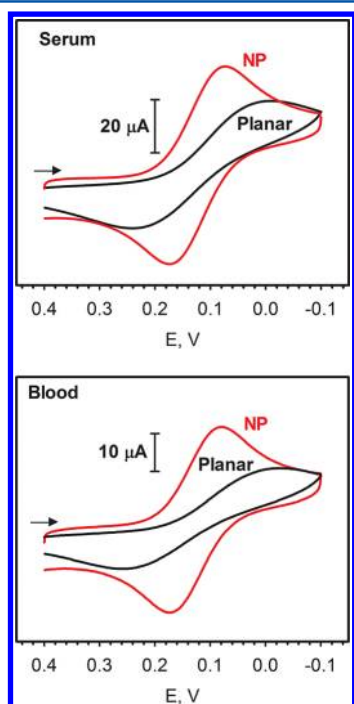 Serum
NP
20 μA
Planar
0.4 0.3 0.2 0.1 0.0 -0.1
E, V
Blood
NP
10 μA
Planar
0.4 0.3 0.2 0.1 0.0 -0.1
E, V